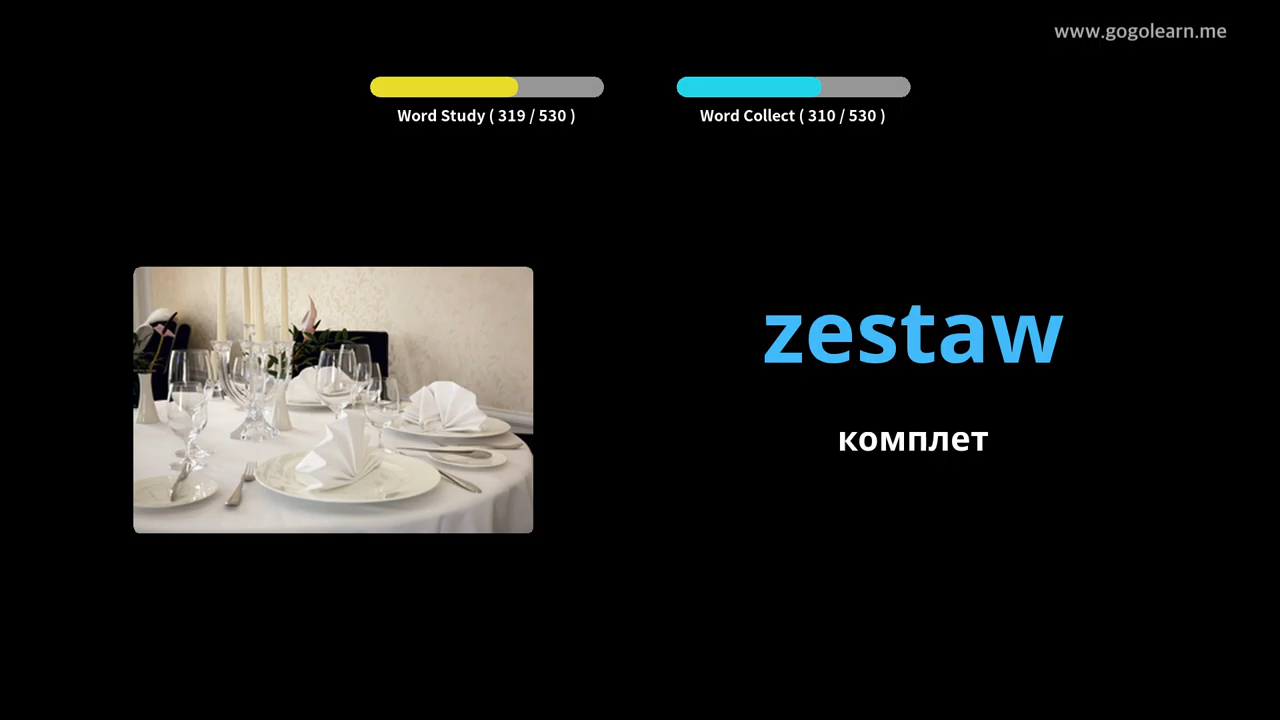 www.gogolearn.me
Word Study ( 319 / 530 )
Word Collect ( 310 / 530 )
zestaw
комплет